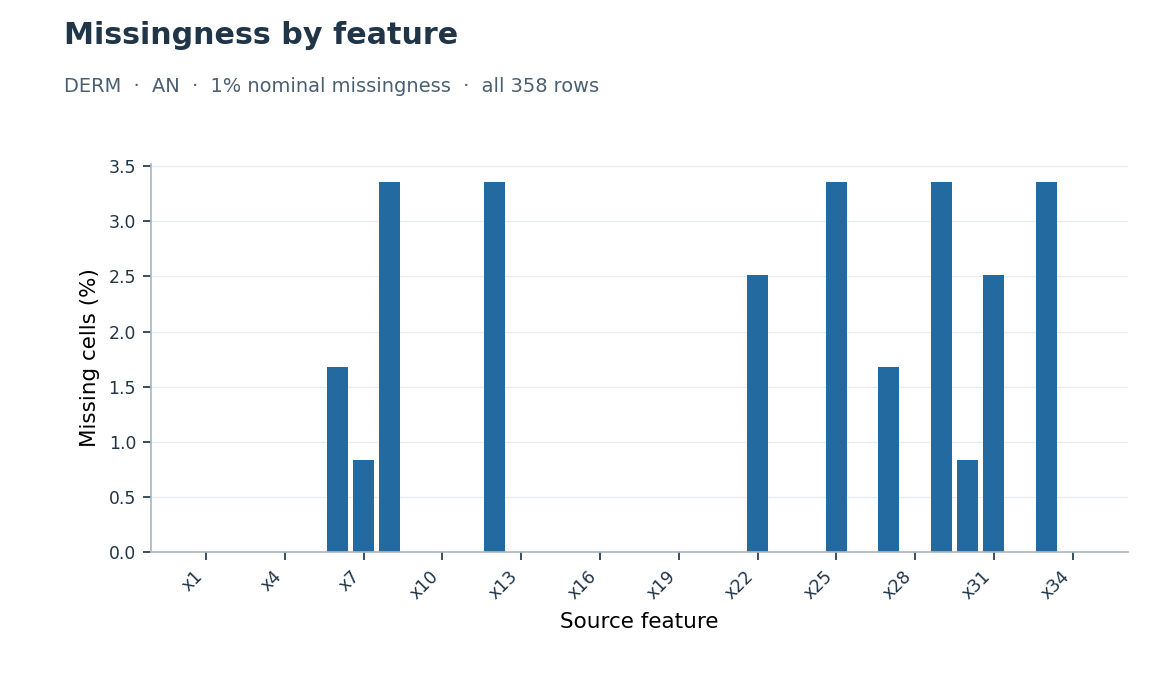 Missingness by feature
DERM · AN · 1% nominal missingness · all 358 rows
3.5
3.0
2.5
2.0
1.5
1.0
0.5
0.0
Missing cells (%)
x1 x4 x7 x10 x13 x16 x19 x22 x25 x28 x31 x34
Source feature